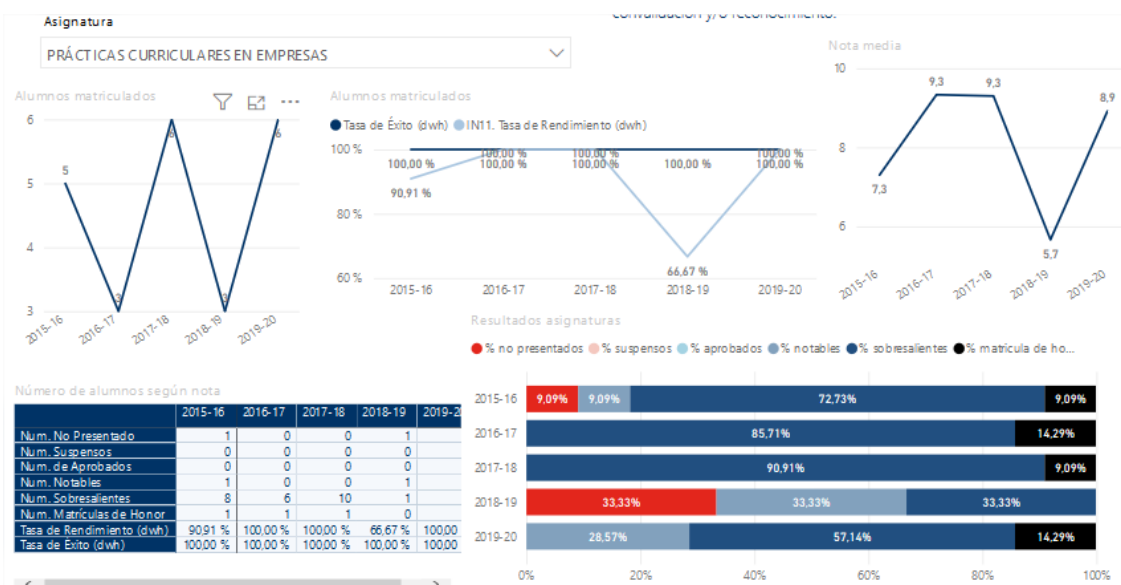 convalidación y/o reconocimiento.
Asignatura
PRÁCTICAS CURRICULARES EN EMPRESAS
Alumnos matriculados
6
5
4
3
5
3
6
3
6
2015-16
2016-17
2017-18
2018-19
2019-20
Alumnos matriculados
Tasa de Éxito (dwh) IN11. Tasa de Rendimiento (dwh)
100 %
80 %
60 %
100,00 % 100,00 % 100,00 % 100,00 % 100,00 %
90,91 % 100,00 % 100,00 % 66,67 % 100,00 %
2015-16 2016-17 2017-18 2018-19 2019-20
Nota media
10
8
6
7,3
9,3
9,3
5,7
8,9
2015-16
2016-17
2017-18
2018-19
2019-20
Número de alumnos según nota
2015-16 2016-17 2017-18 2018-19 2019-2
Num. No Presentado 1 0 0 1
Num. Suspensos 0 0 0 0
Num. de Aprobados 0 0 0 0
Num. Notables 1 0 0 1
Num. Sobresalientes 8 6 10 1
Num. Matrículas de Honor 1 1 1 0
Tasa de Rendimiento (dwh) 90,91 % 100,00 % 100,00 % 66,67 % 100,00
Tasa de Éxito (dwh) 100,00 % 100,00 % 100,00 % 100,00 % 100,00
Resultados asignaturas
% no presentados % suspensos % aprobados % notables % sobresalientes % matricula de ho...
2015-16 9,09% 9,09% 72,73% 9,09%
2016-17 85,71% 14,29%
2017-18 90,91% 9,09%
2018-19 33,33% 33,33% 33,33%
2019-20 28,57% 57,14% 14,29%
0% 20% 40% 60% 80% 100%